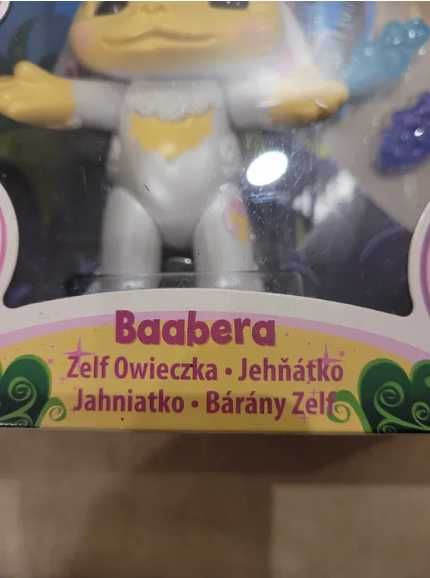 Baabera
Zelf Owieczka • Jehňátko
Jahniatko • Bárány Zelf